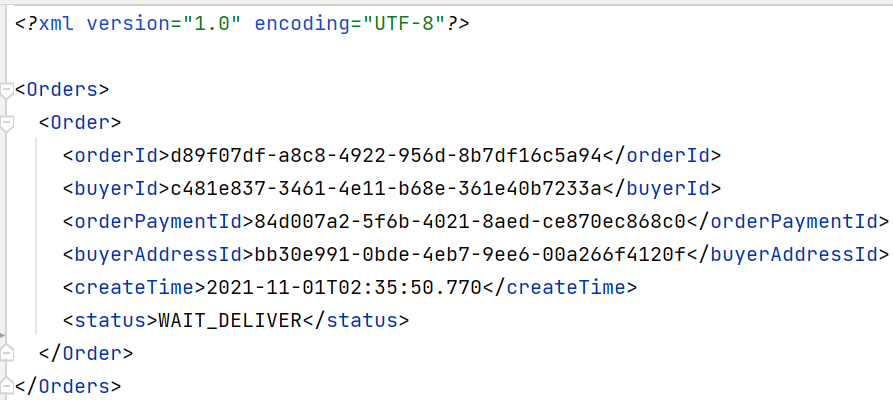 <?xml version="1.0" encoding="UTF-8"?>
<Orders>
<Order>
<orderId>d89f07df-a8c8-4922-956d-8b7df16c5a94</orderId>
<buyerId>c481e837-3461-4e11-b68e-361e40b7233a</buyerId>
<orderPaymentId>84d007a2-5f6b-4021-8aed-ce870ec868c0</orderPaymentId>
<buyerAddressId>bb30e991-0bde-4eb7-9ee6-00a266f4120f</buyerAddressId>
<createTime>2021-11-01T02:35:50.770</createTime>
<status>WAIT_DELIVER</status>
</Order>
</Orders>